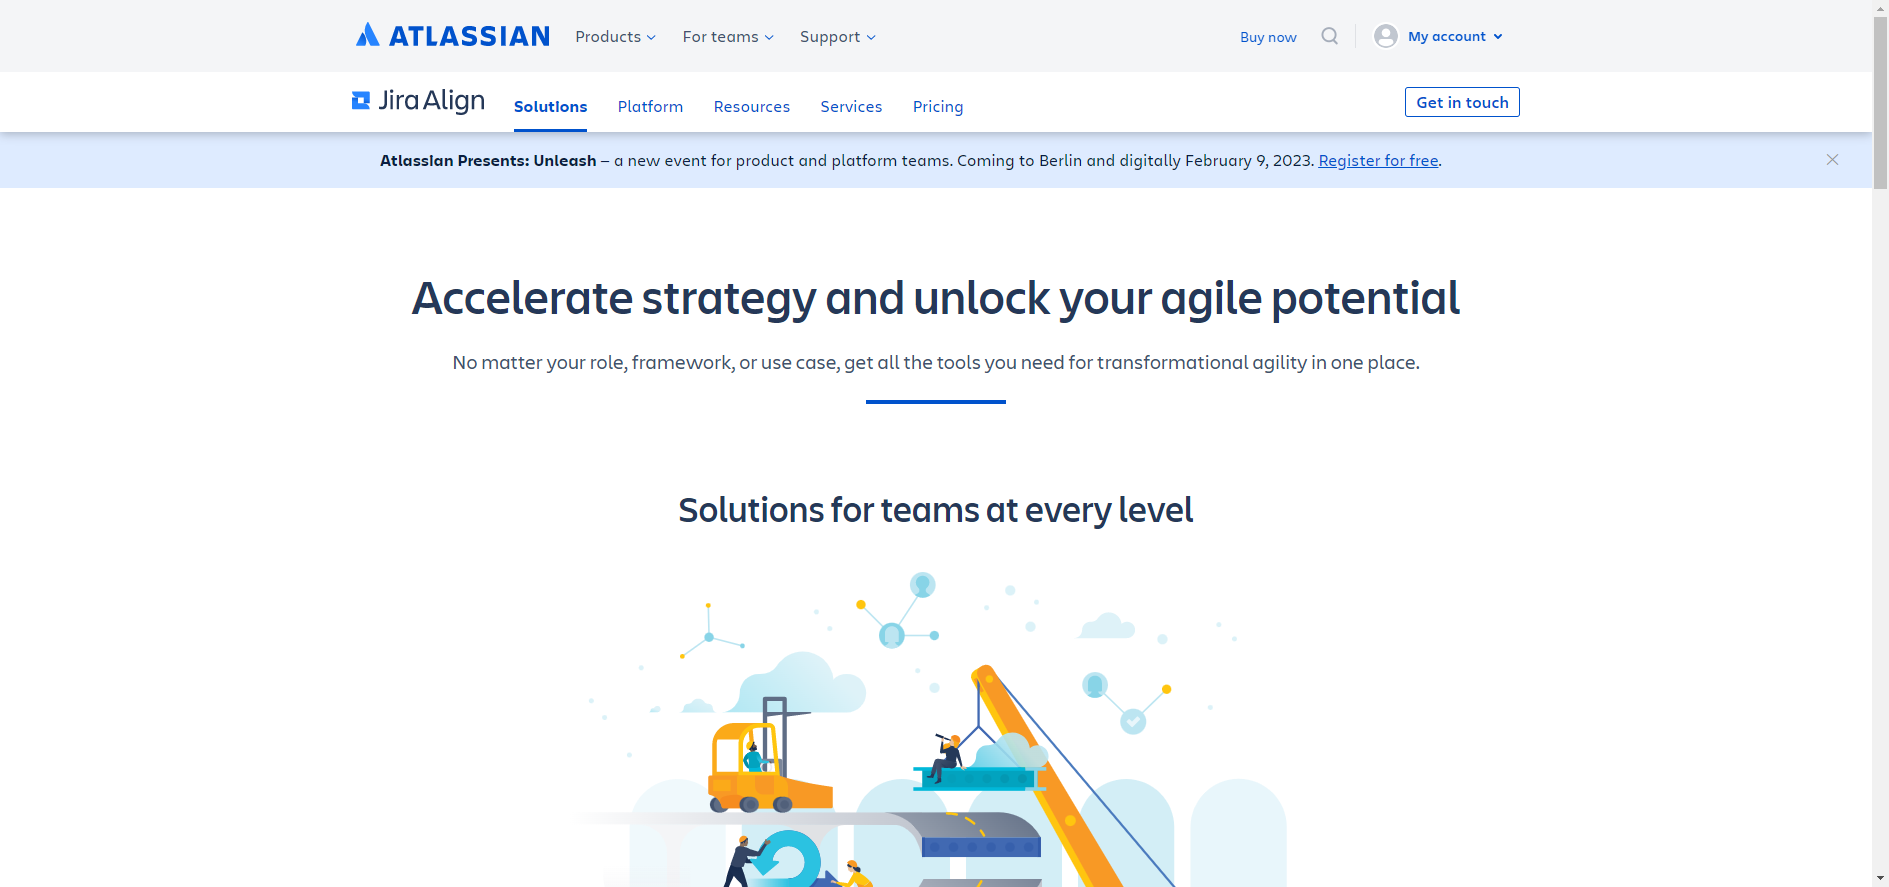 ATLASSIAN Products For teams Support Buy now My account
Jira Align Solutions Platform Resources Services Pricing Get in touch
Atlassian Presents: Unleash – a new event for product and platform teams. Coming to Berlin and digitally February 9, 2023. Register for free.
Accelerate strategy and unlock your agile potential
No matter your role, framework, or use case, get all the tools you need for transformational agility in one place.
Solutions for teams at every level